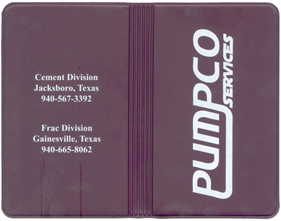 Cement Division
Jacksboro, Texas
940-567-3392
Frac Division
Gainesville, Texas
940-665-8062
PUMPCO
SERVICES